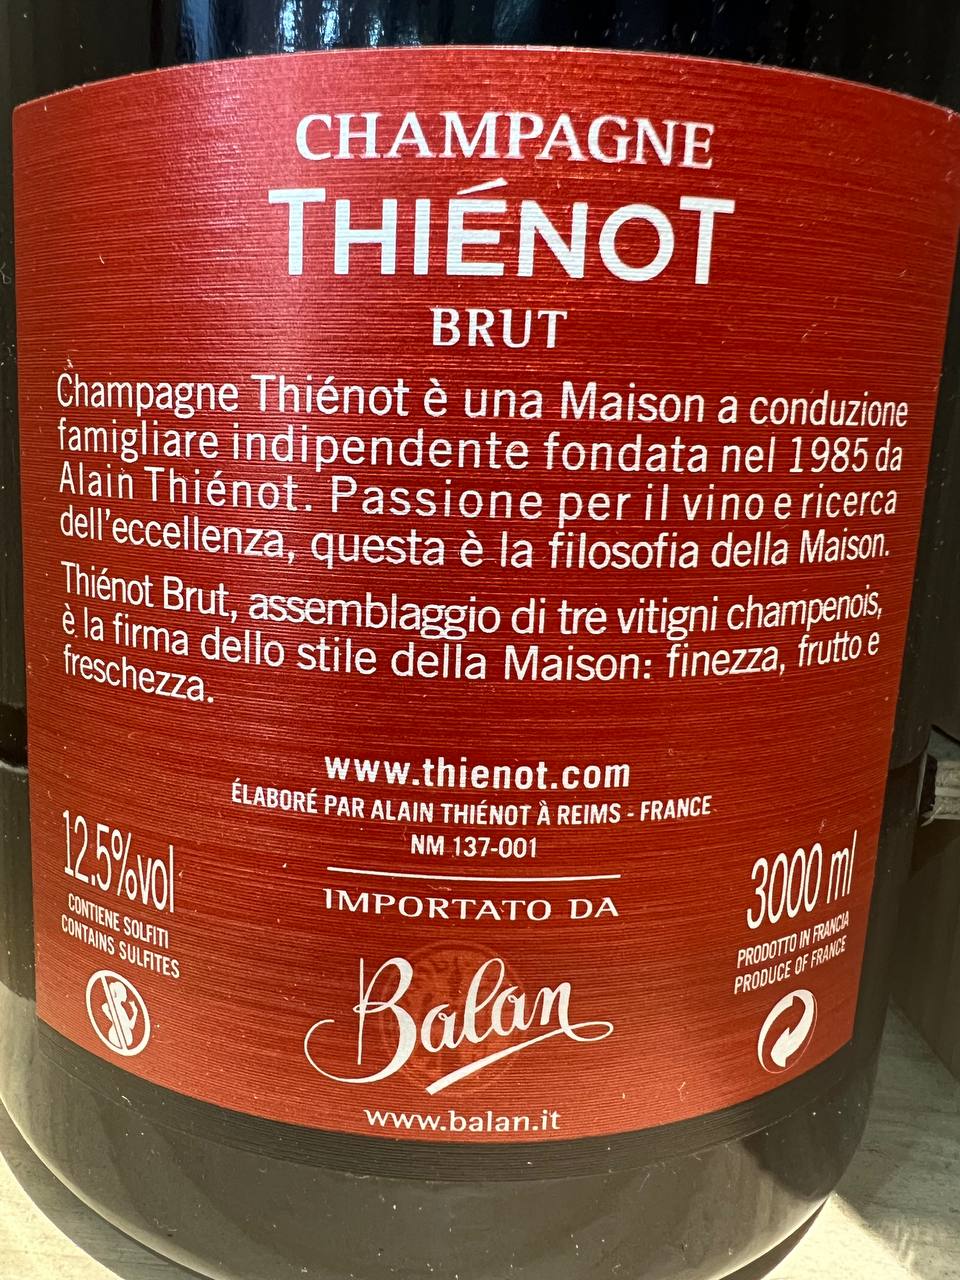 CHAMPAGNE
THIÉNOT
BRUT
Champagne Thiénot è una Maison a conduzione
famigliare indipendente fondata nel 1985 da
Alain Thiénot. Passione per il vino e ricerca
dell'eccellenza, questa è la filosofia della Maison.
Thiénot Brut, assemblaggio di tre vitigni champenois,
è la firma dello stile della Maison: finezza, frutto e
freschezza.
www.thienot.com
ÉLABORÉ PAR ALAIN THIÉNOT À REIMS - FRANCE
NM 137-001
12.5%vol
CONTIENE SOLFITI
CONTAINS SULFITES
IMPORTATO DA
Balan
www.balan.it
3000 ml
PRODOTTO IN FRANCIA
PRODUCE OF FRANCE